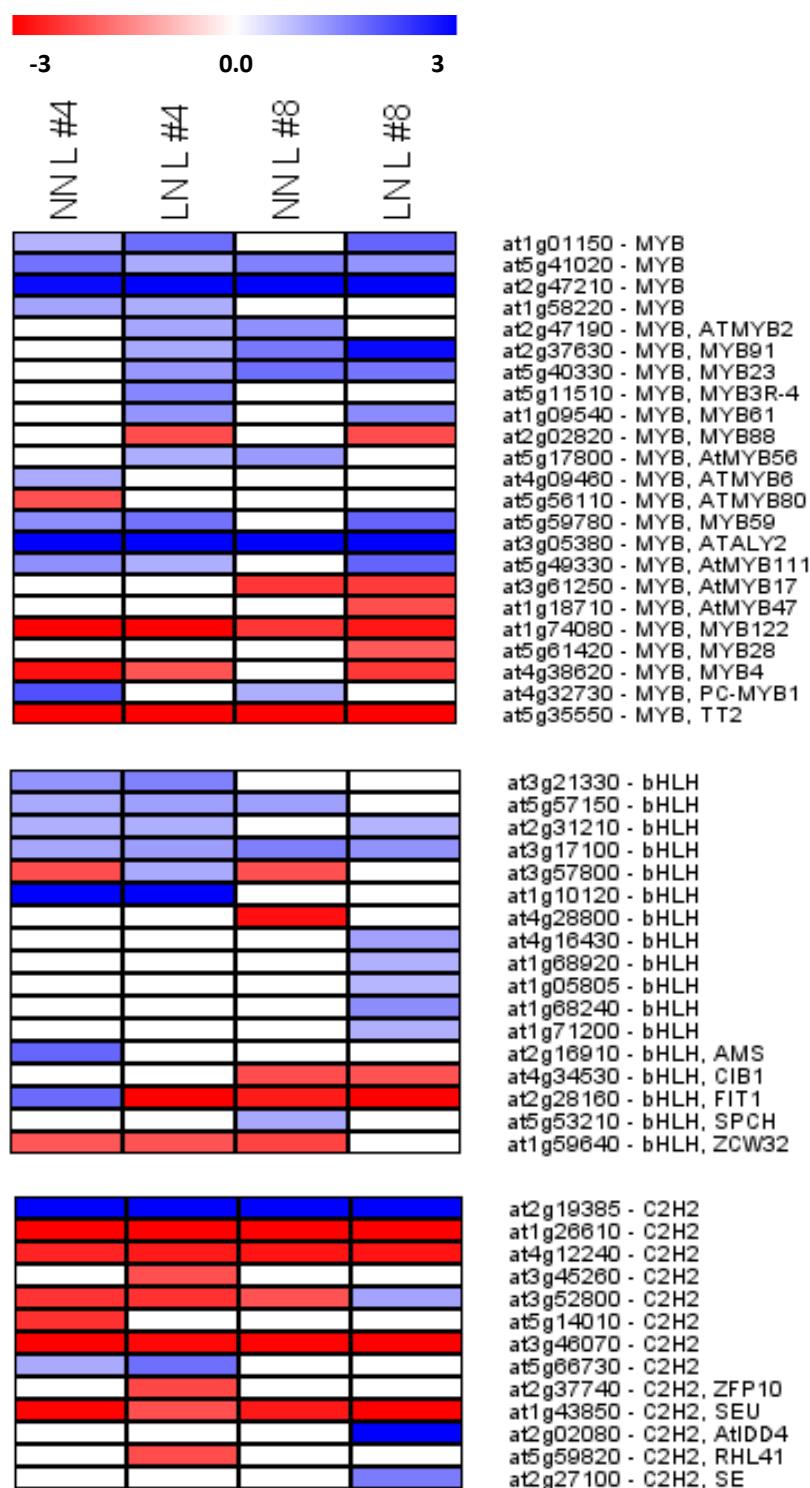 -3 0.0 3
NN L #4
LN L #4
NN L #8
LN L #8
at1g01150 - MYB
at5g41020 - MYB
at2g47210 - MYB
at1g58220 - MYB
at2g47190 - MYB, ATMYB2
at2g37630 - MYB, MYB91
at5g40330 - MYB, MYB23
at5g11510 - MYB, MYB3R-4
at1g09540 - MYB, MYB61
at2g02820 - MYB, MYB88
at5g17800 - MYB, AtMYB56
at4g09460 - MYB, ATMYB6
at5g56110 - MYB, ATMYB80
at5g59780 - MYB, MYB59
at3g05380 - MYB, ATALY2
at5g49330 - MYB, AtMYB111
at3g61250 - MYB, AtMYB17
at1g18710 - MYB, AtMYB47
at1g74080 - MYB, MYB122
at5g61420 - MYB, MYB28
at4g38620 - MYB, MYB4
at4g32730 - MYB, PC-MYB1
at5g35550 - MYB, TT2
at3g21330 - bHLH
at5g57150 - bHLH
at2g31210 - bHLH
at3g17100 - bHLH
at3g57800 - bHLH
at1g10120 - bHLH
at4g28800 - bHLH
at4g16430 - bHLH
at1g68920 - bHLH
at1g05805 - bHLH
at1g68240 - bHLH
at1g71200 - bHLH
at2g16910 - bHLH, AMS
at4g34530 - bHLH, CIB1
at2g28160 - bHLH, FIT1
at5g53210 - bHLH, SPCH
at1g59640 - bHLH, ZCW32
at2g19385 - C2H2
at1g26610 - C2H2
at4g12240 - C2H2
at3g45260 - C2H2
at3g52800 - C2H2
at5g14010 - C2H2
at3g46070 - C2H2
at5g66730 - C2H2
at2g37740 - C2H2, ZFP10
at1g43850 - C2H2, SEU
at2g02080 - C2H2, AtIDD4
at5g59820 - C2H2, RHL41
at2g27100 - C2H2, SE